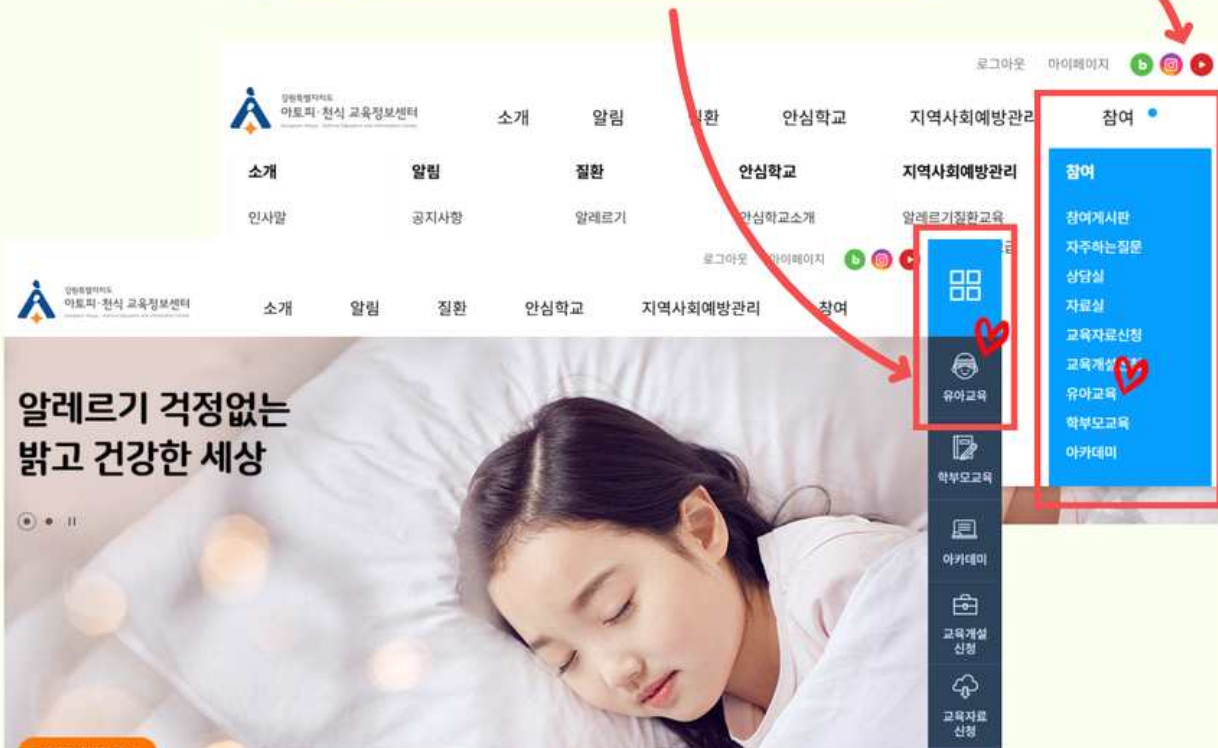 로그아웃 마이페이지
강원특별자치도
아토피·천식 교육정보센터
소개 알림 질환 안심학교 지역사회예방관리 참여
소개 알림 질환 안심학교 지역사회예방관리 참여
인사말 공지사항 알레르기 안심학교소개 알레르기질환교육 참여게시판
자주하는질문
상담실
자료실
교육자료신청
교육개설
유아교육
학부모교육
아카데미
로그아웃 마이페이지
강원특별자치도
아토피·천식 교육정보센터
소개 알림 질환 안심학교 지역사회예방관리 참여
알레르기 걱정없는
밝고 건강한 세상
유아교육
학부모교육
아카데미
교육개설
신청
교육자료
신청